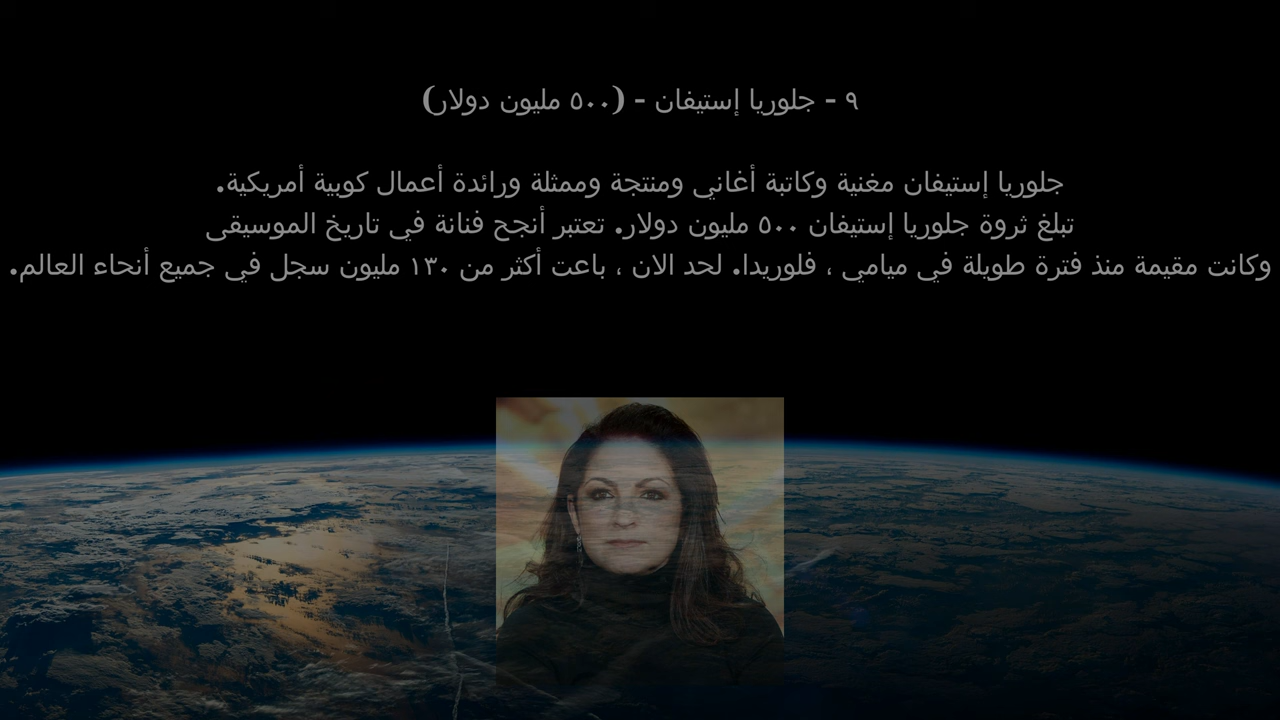 ٩ - جلوريا إستيفان - (٥٠٠ مليون دولار)
جلوريا إستيفان مغنية وكاتبة أغاني ومنتجة وممثلة ورائدة أعمال كوبية أمريكية.
تبلغ ثروة جلوريا إستيفان ٥٠٠ مليون دولار. تعتبر أنجح فنانة في تاريخ الموسيقى
وكانت مقيمة منذ فترة طويلة في ميامي ، فلوريدا. لحد الان ، باعت أكثر من ١٣٠ مليون سجل في جميع أنحاء العالم.